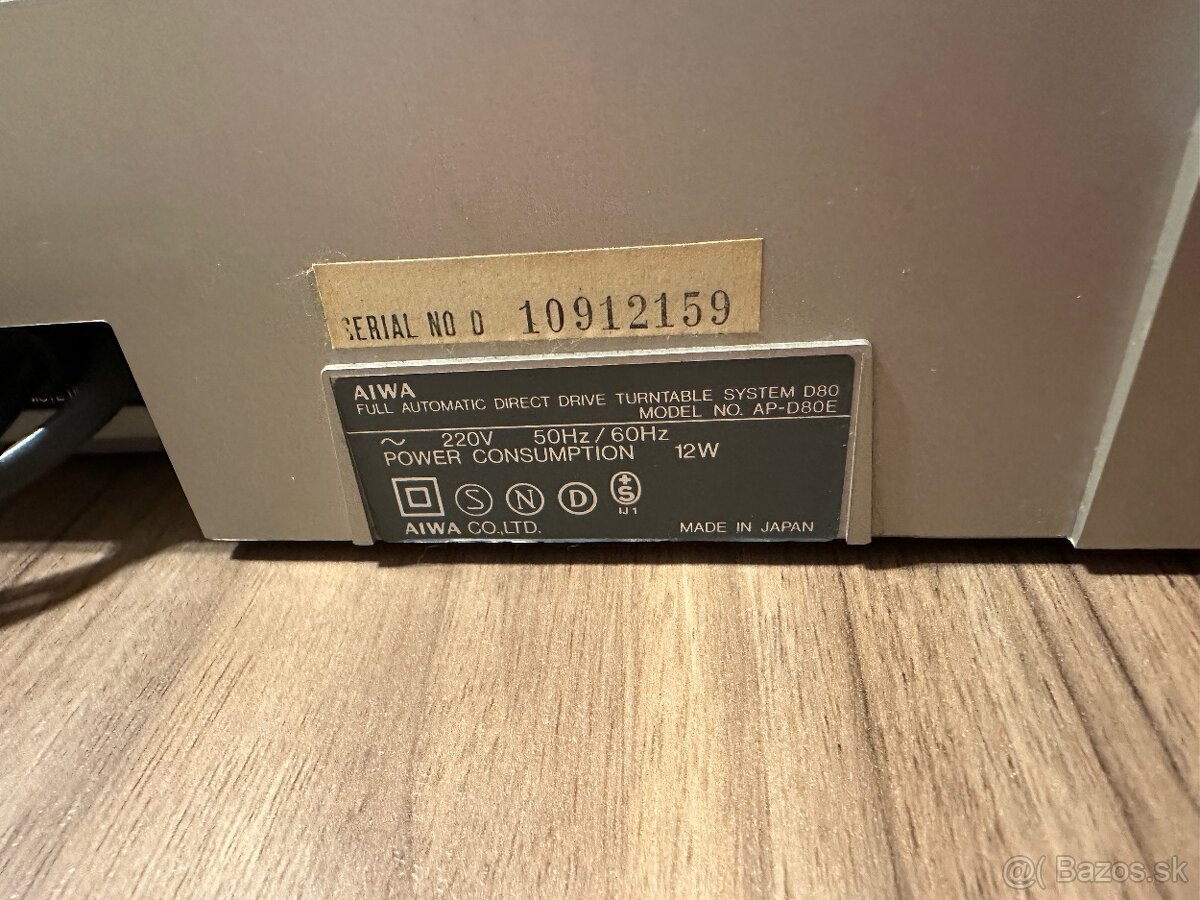 SERIAL NO D 10912159
AIWA
FULL AUTOMATIC DIRECT DRIVE TURNTABLE SYSTEM D80
MODEL NO. AP-D80E
~ 220V 50Hz/60Hz
POWER CONSUMPTION 12W
S N D +S
IJ1
AIWA CO.,LTD. MADE IN JAPAN
@( Bazos.sk